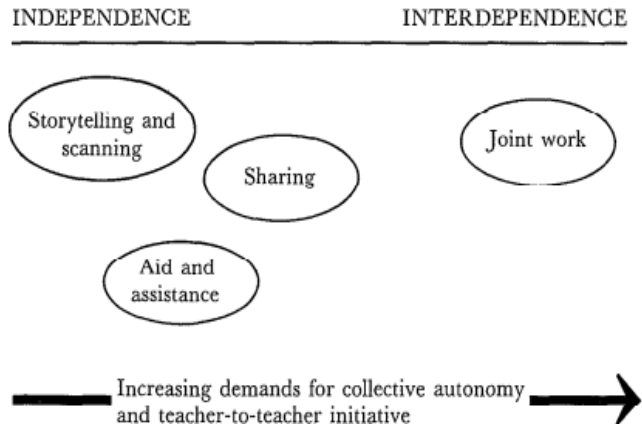 INDEPENDENCE INTERDEPENDENCE
Storytelling and
scanning
Joint work
Sharing
Aid and
assistance
Increasing demands for collective autonomy
and teacher-to-teacher initiative